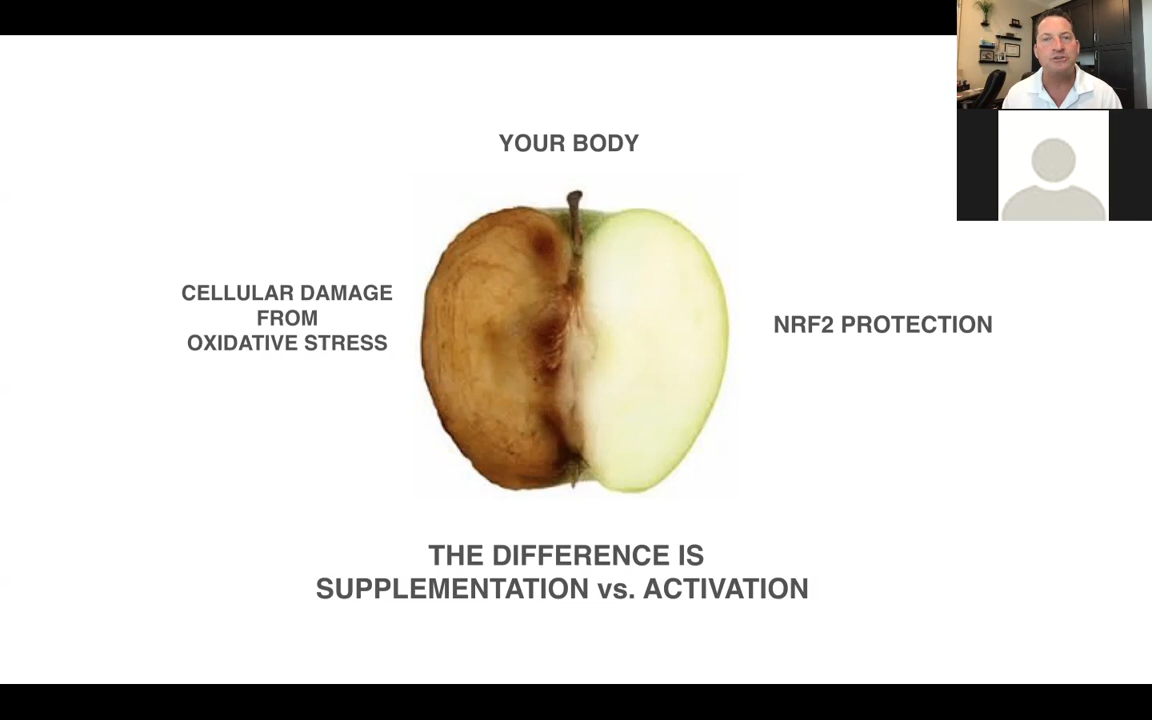 YOUR BODY
CELLULAR DAMAGE
FROM
OXIDATIVE STRESS
NRF2 PROTECTION
THE DIFFERENCE IS
SUPPLEMENTATION vs. ACTIVATION